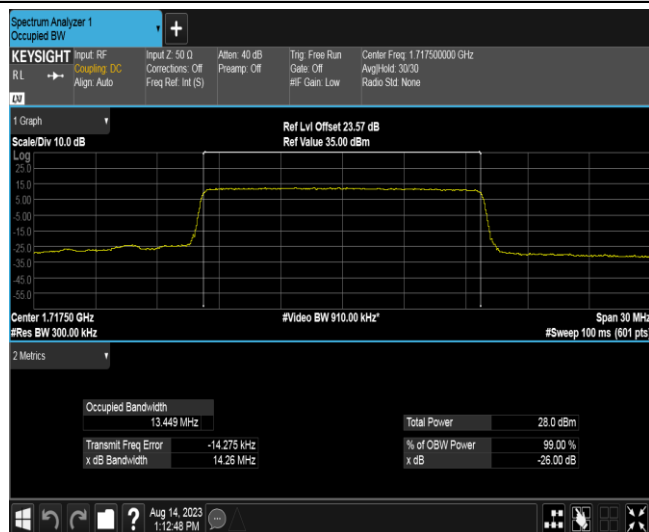 Spectrum Analyzer 1
Occupied BW
+
KEYSIGHT
RL
LXI
Input: RF
Coupling: DC
Align: Auto
Input Z: 50 Ω
Corrections: Off
Freq Ref: Int (S)
Atten: 40 dB
Preamp: Off
Trig: Free Run
Gate: Off
#IF Gain: Low
Center Freq: 1.717500000 GHz
Avg|Hold: 30/30
Radio Std: None
1 Graph
Scale/Div 10.0 dB
Ref Lvl Offset 23.57 dB
Ref Value 35.00 dBm
Log
25.0
15.0
5.00
-5.00
-15.0
-25.0
-35.0
-45.0
-55.0
Center 1.71750 GHz
#Res BW 300.00 kHz
#Video BW 910.00 kHz*
Span 30 MHz
#Sweep 100 ms (601 pts)
2 Metrics
Occupied Bandwidth
13.449 MHz
Transmit Freq Error -14.275 kHz
x dB Bandwidth 14.26 MHz
Total Power 28.0 dBm
% of OBW Power 99.00 %
x dB -26.00 dB
?
Aug 14, 2023
1:12:48 PM